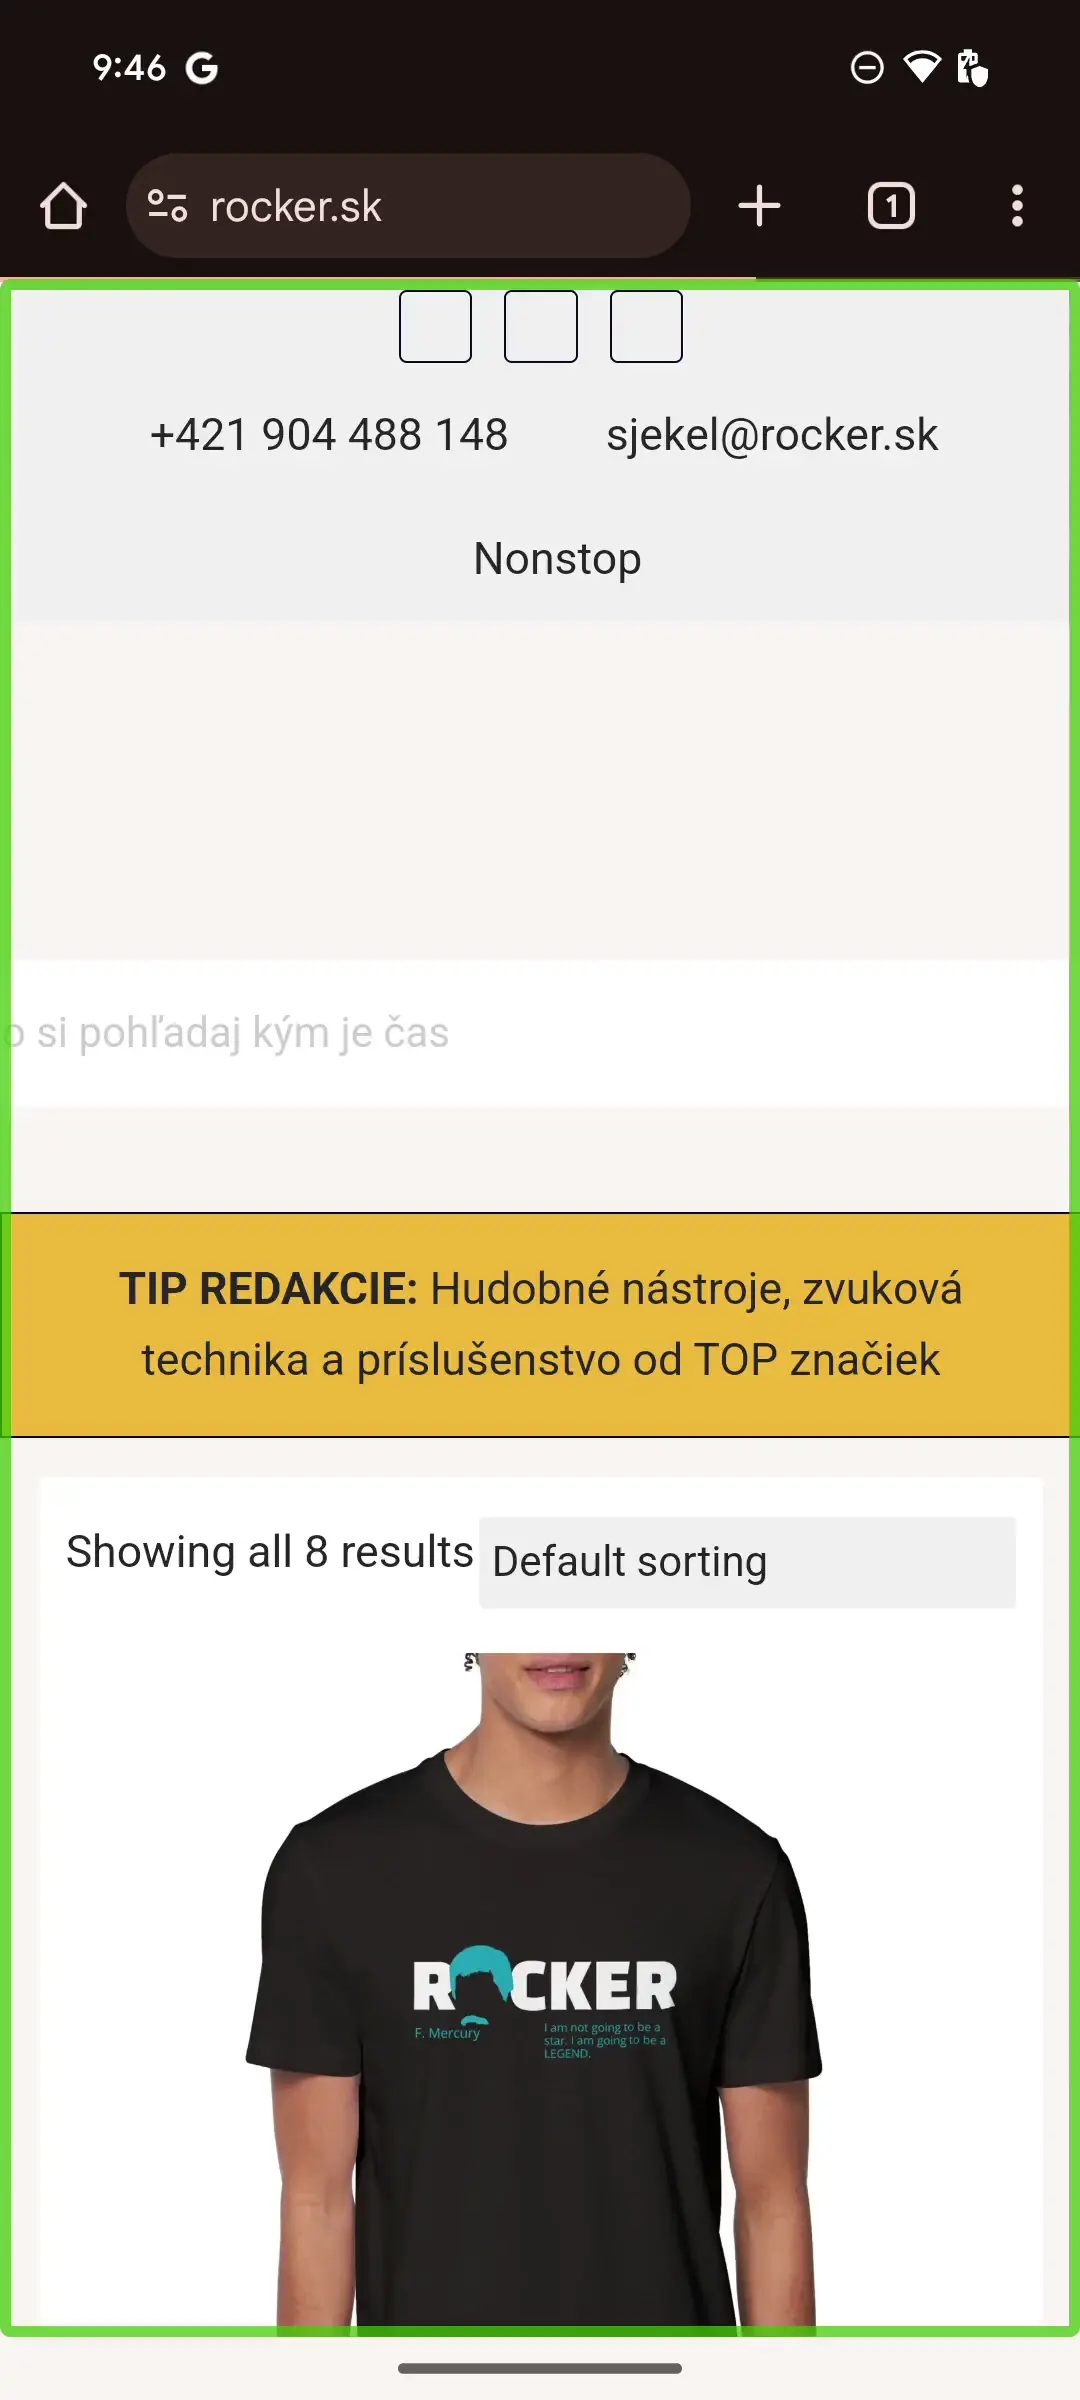 9:46
rocker.sk
1
+421 904 488 148 sjekel@rocker.sk
Nonstop
o si pohľadaj kým je čas
TIP REDAKCIE: Hudobné nástroje, zvuková
technika a príslušenstvo od TOP značiek
Showing all 8 results
Default sorting
ROCKER
F. Mercury
I am not going to be a
star. I am going to be a
LEGEND.